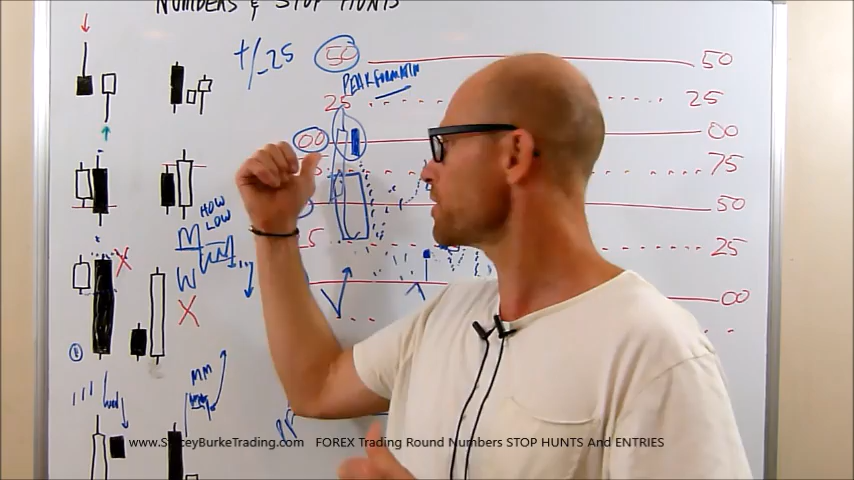 NUMBERS & STOP HUNTS
+/-25
50
50
PEAK FORMATION
25
25
00
00
75
50
HOW
LOW
M
W
25
00
MM
www.StaceyBurkeTrading.com FOREX Trading Round Numbers STOP HUNTS And ENTRIES